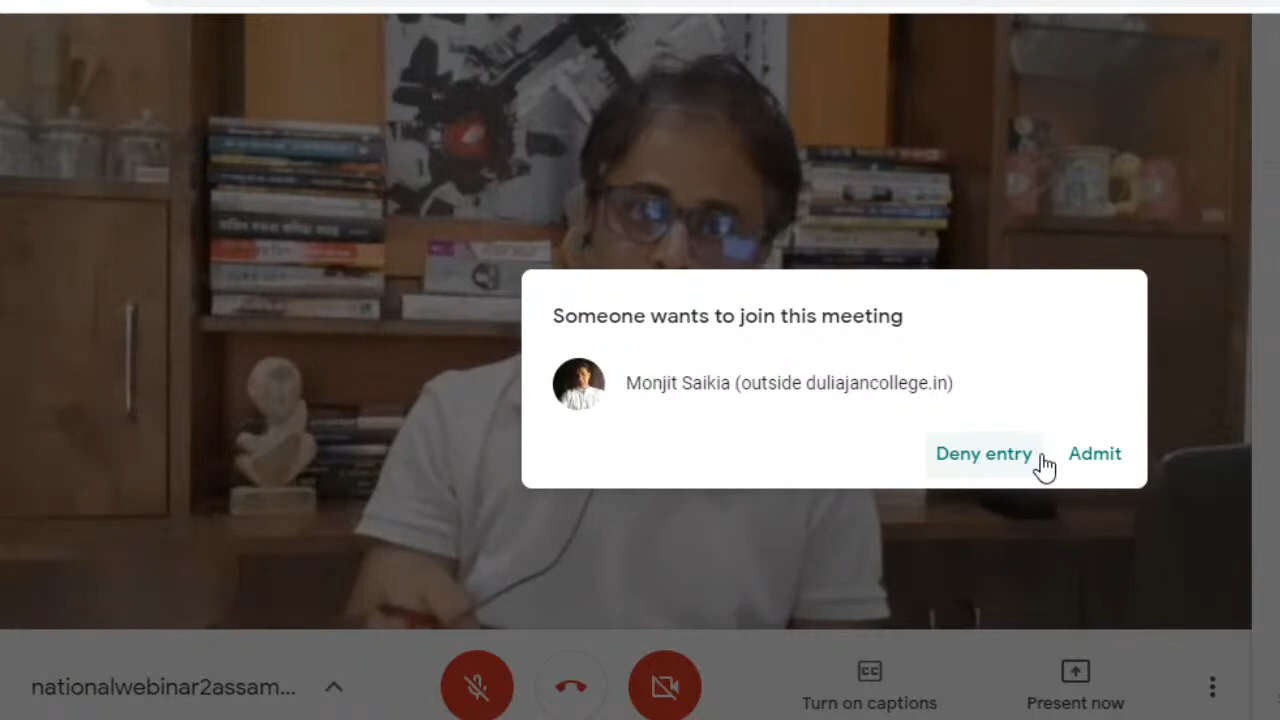 Someone wants to join this meeting
Monjit Saikia (outside duliajancollege.in)
Deny entry
Admit
nationalwebinar2assam...
Turn on captions
Present now